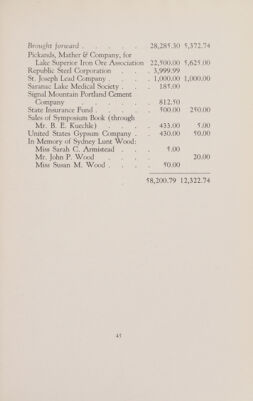 Brought forward . . . . . . 28,285.30 5,372.74
Pickands, Mather & Company, for
Lake Superior Iron Ore Association 22,500.00 5,625.00
Republic Steel Corporation . . . 3,999.99
St. Joseph Lead Company . . . . 1,000.00 1,000.00
Saranac Lake Medical Society . . . 185.00
Signal Mountain Portland Cement
Company . . . . . . 812.50
State Insurance Fund . . . . . 500.00 250.00
Sales of Symposium Book (through
Mr. B. E. Kuechle) . . . . 433.00 5.00
United States Gypsum Company . . 430.00 50.00
In Memory of Sydney Lunt Wood:
Miss Sarah C. Armistead . . . 5.00
Mr. John P. Wood . . . . 20.00
Miss Susan M. Wood . . . . 50.00
58,200.79 12,322.74
45